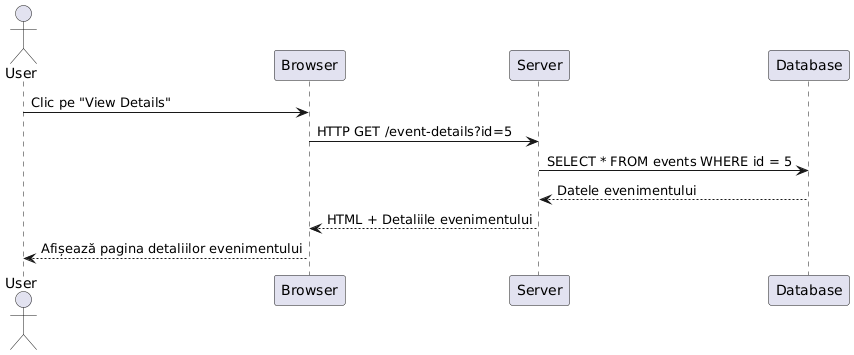 User
Browser
Server
Database
Clic pe "View Details"
HTTP GET /event-details?id=5
SELECT * FROM events WHERE id = 5
Datele evenimentului
HTML + Detaliile evenimentului
Afișează pagina detaliilor evenimentului
User
Browser
Server
Database